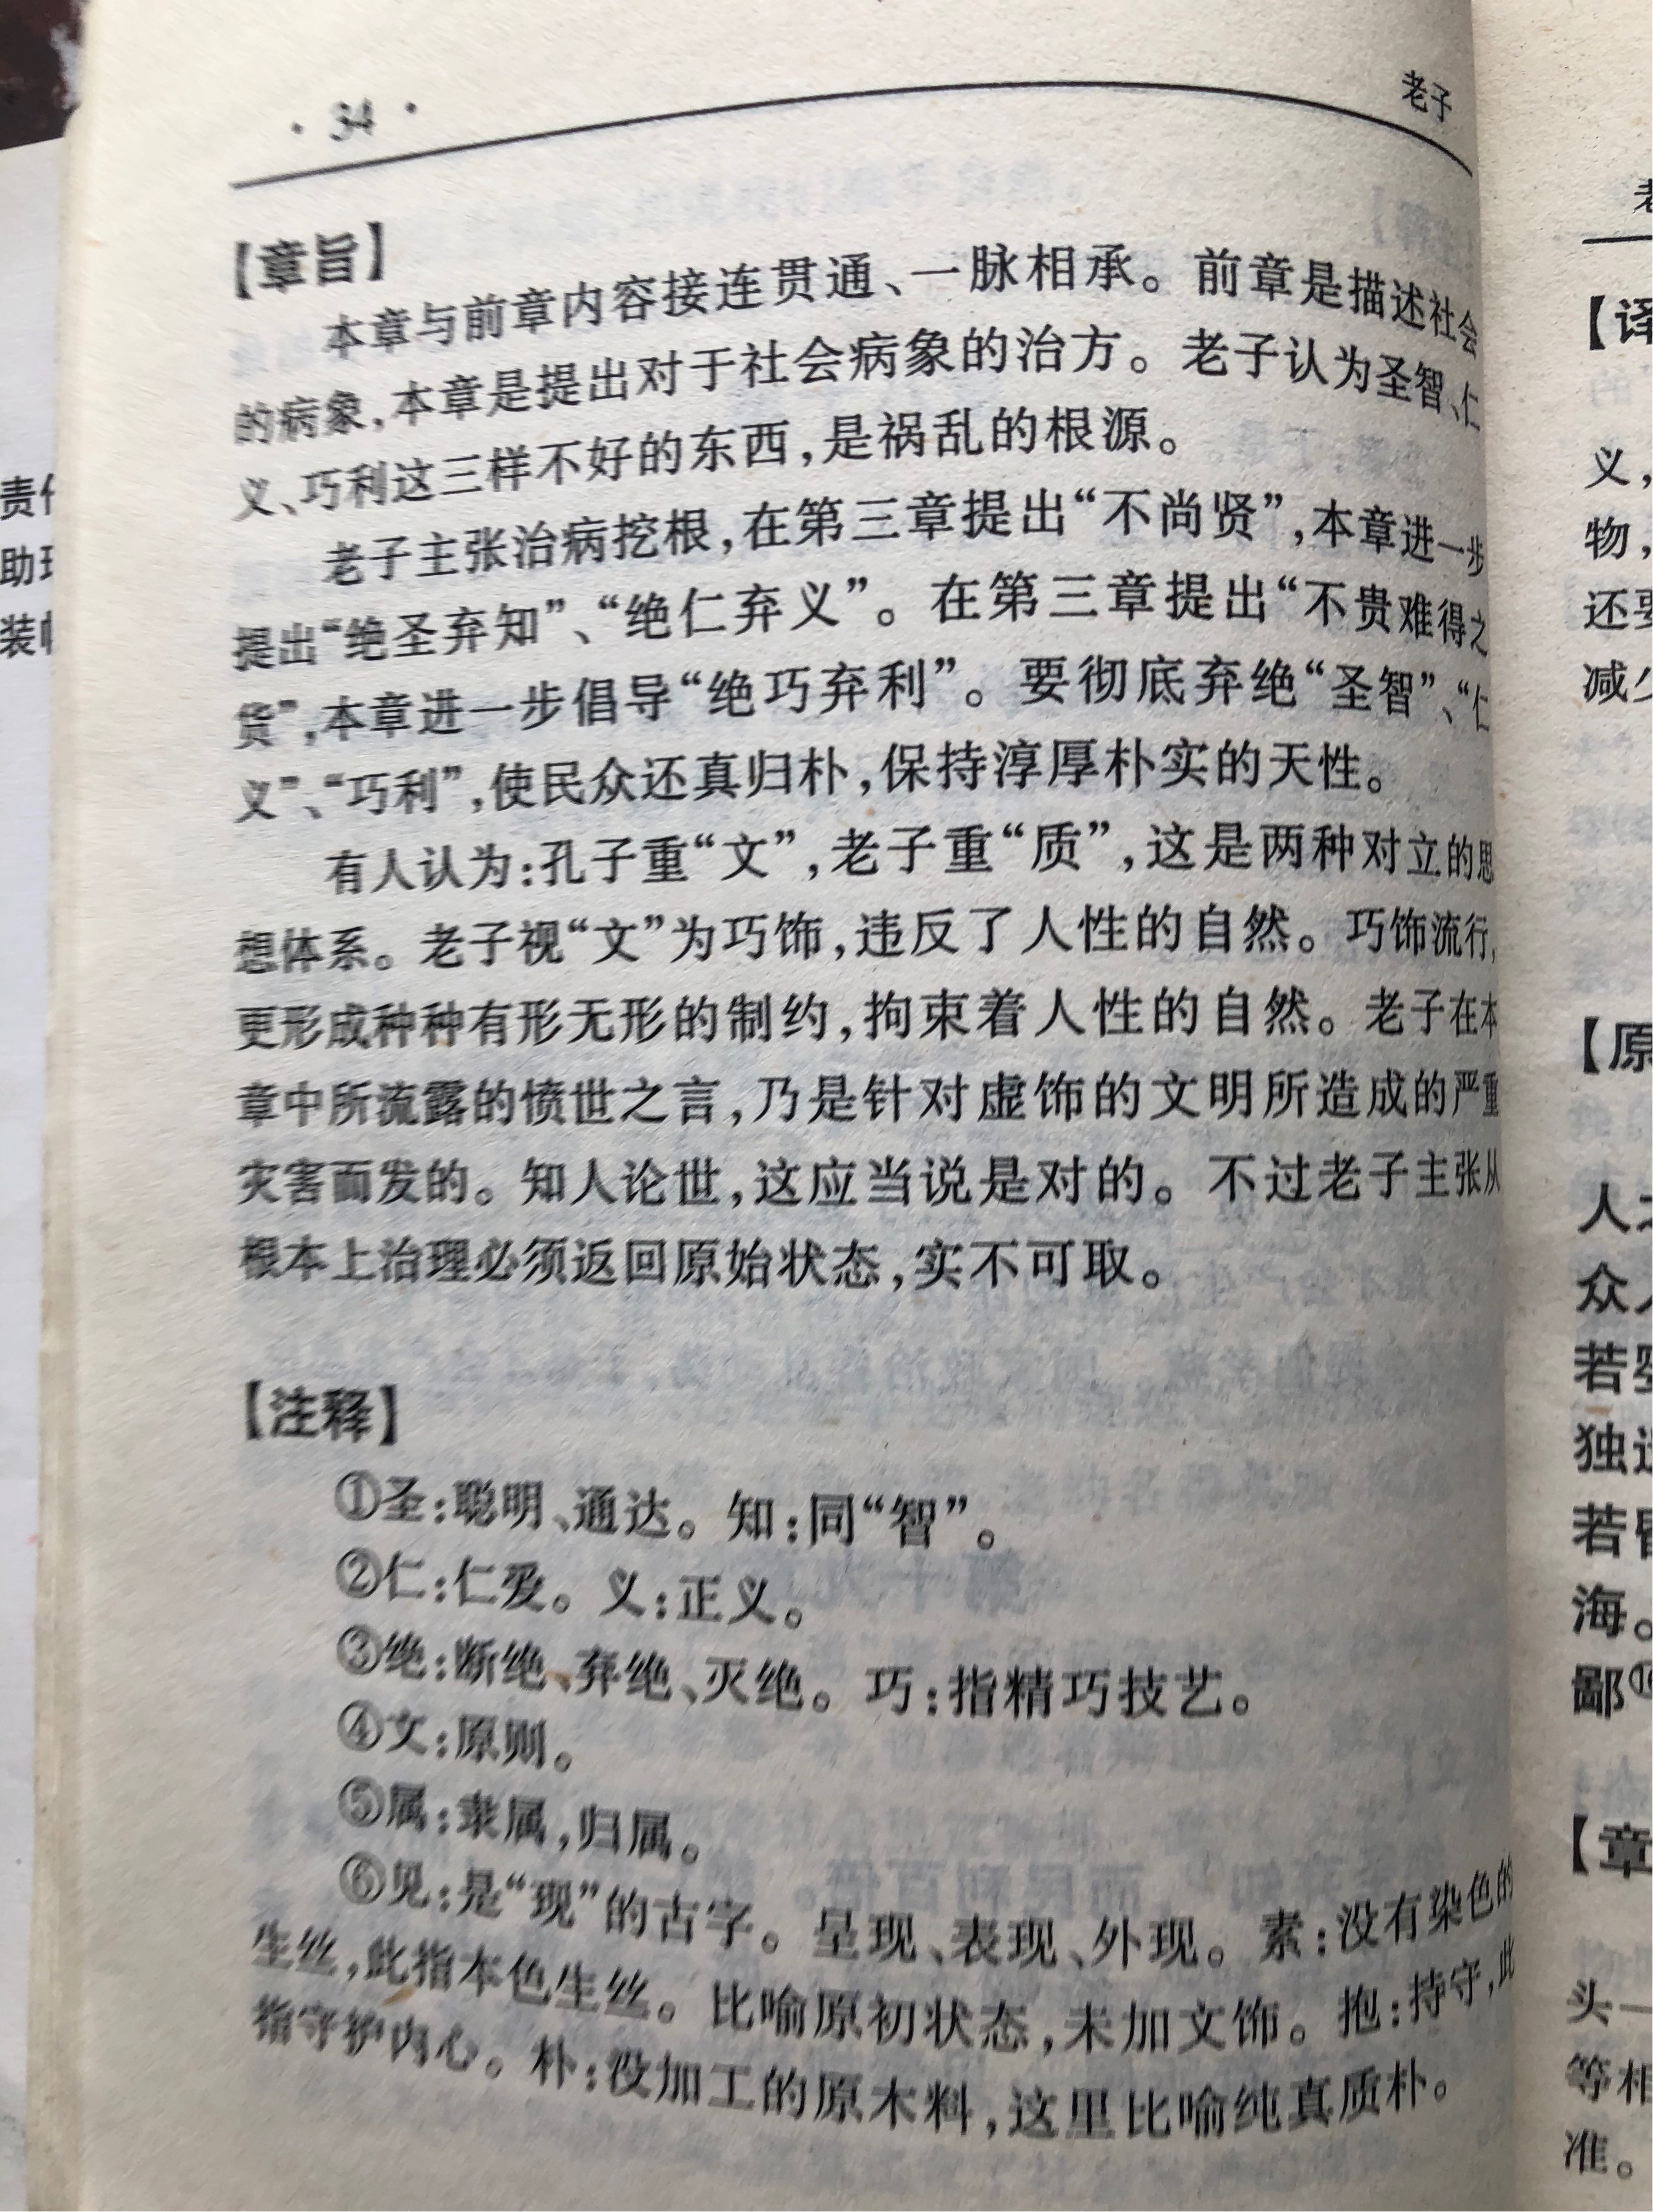 · 34 ·
老子
【章旨】
本章与前章内容接连贯通、一脉相承。前章是描述社会
的病象,本章是提出对于社会病象的治方。老子认为圣智、仁
义、巧利这三样不好的东西,是祸乱的根源。
老子主张治病挖根,在第三章提出“不尚贤”,本章进一步
提出“绝圣弃知”、“绝仁弃义”。在第三章提出“不贵难得之
货”,本章进一步倡导“绝巧弃利”。要彻底弃绝“圣智”、“仁
义”、“巧利”,使民众还真归朴,保持淳厚朴实的天性。
有人认为:孔子重“文”,老子重“质”,这是两种对立的思
想体系。老子视“文”为巧饰,违反了人性的自然。巧饰流行,
更形成种种有形无形的制约,拘束着人性的自然。老子在本
章中所流露的愤世之言,乃是针对虚饰的文明所造成的严重
灾害而发的。知人论世,这应当说是对的。不过老子主张从
根本上治理必须返回原始状态,实不可取。
【注释】
①圣:聪明、通达。知:同“智”。
②仁:仁爱。义:正义。
③绝:断绝、弃绝、灭绝。巧:指精巧技艺。
④文:原则。
⑤属:隶属,归属。
⑥见:是“现”的古字。呈现、表现、外现。素:没有染色的
生丝,此指本色生丝。比喻原初状态,未加文饰。抱:持守,此
指守护内心。朴:没加工的原木料,这里比喻纯真质朴。
责
助
装
【译
义,
物,
还要
减少
【原
人
众
若
独
若
海。
鄙⑯
【章
头一
等相
准。